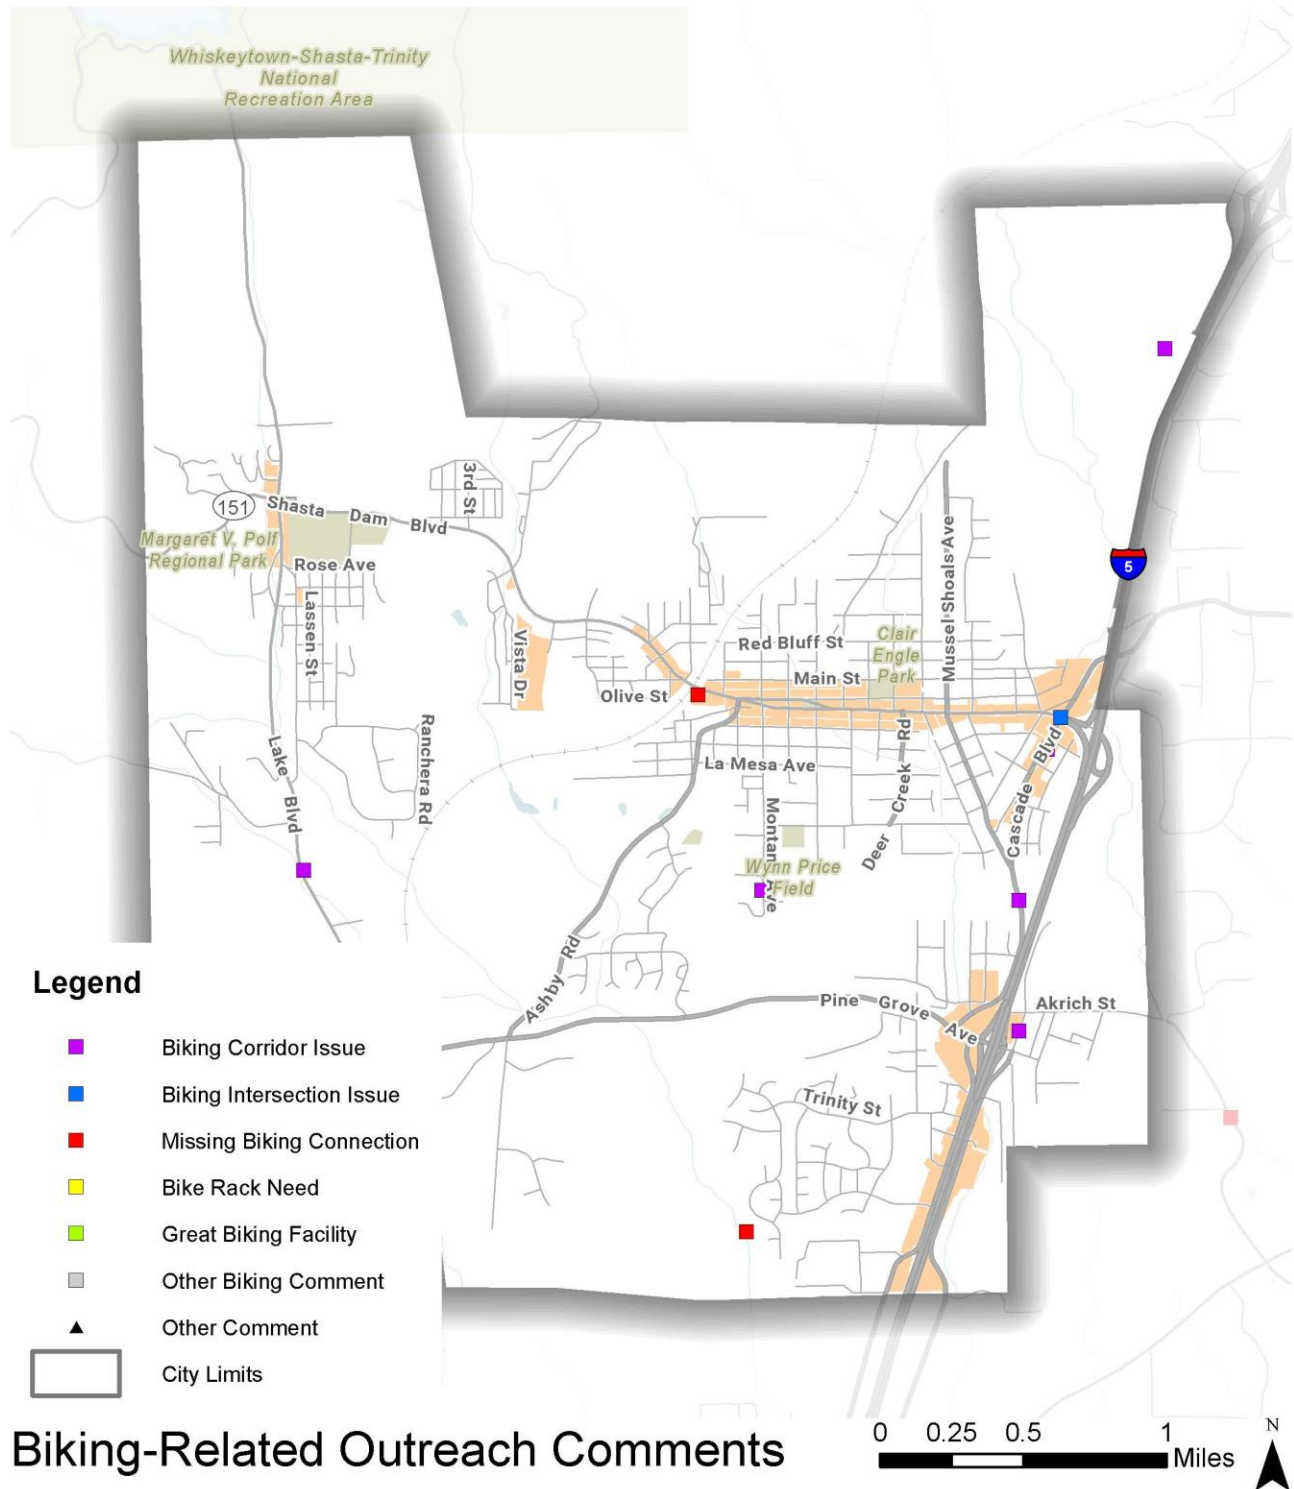 Whiskeytown-Shasta-Trinity
National
Recreation Area
3rd St
151
Shasta Dam Blvd
Margaret V. Polf
Regional Park
Rose Ave
Lassen St
Mussel Shoals Ave
5
Clair
Engle
Park
Red Bluff St
Vista Dr
Main St
Olive St
Ranchera Rd
Lake Blvd
La Mesa Ave
Deer Creek Rd
Cascade Blvd
Montana Ave
Wynn Price
Field
Ashby Rd
Pine Grove Ave
Akrich St
Trinity St
Legend
Biking Corridor Issue
Biking Intersection Issue
Missing Biking Connection
Bike Rack Need
Great Biking Facility
Other Biking Comment
Other Comment
City Limits
Biking-Related Outreach Comments
0 0.25 0.5 1
Miles
N